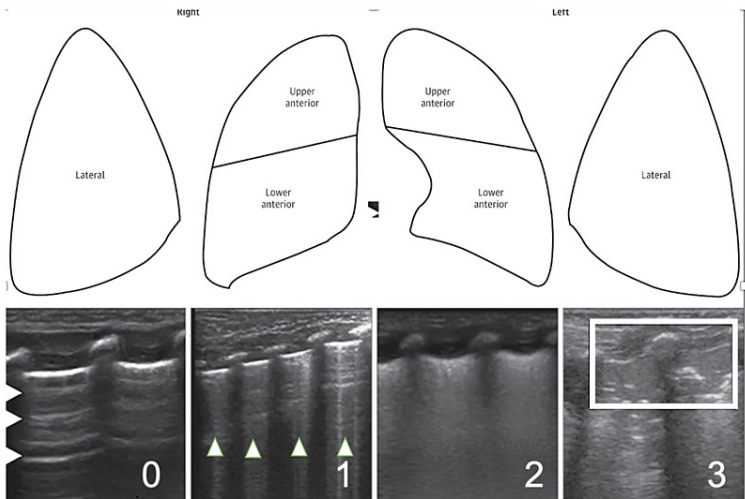 Right
Left
Lateral
Upper
anterior
Lower
anterior
Upper
anterior
Lower
anterior
Lateral
0
1
2
3